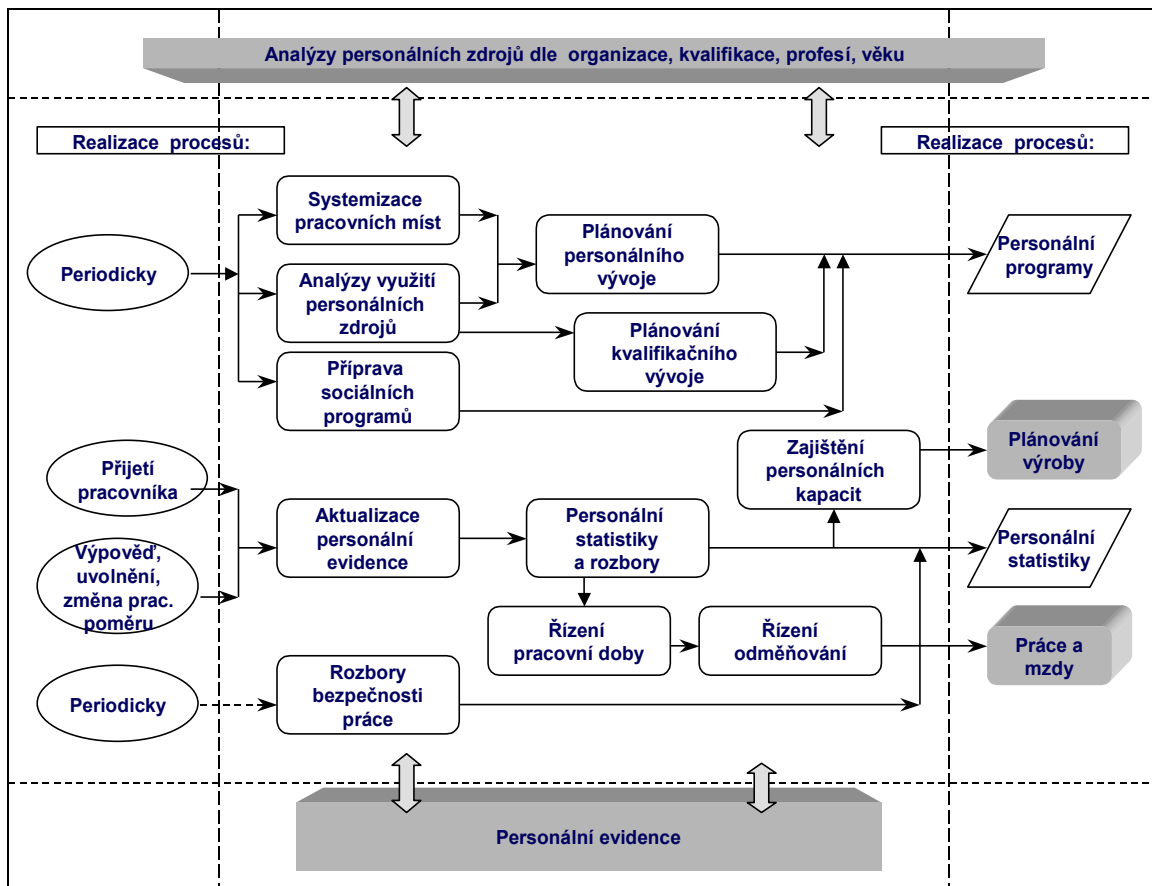 Analýzy personálních zdrojů dle organizace, kvalifikace, profesí, věku
Realizace procesů:
Realizace procesů:
Periodicky
Systemizace
pracovních míst
Analýzy využití
personálních
zdrojů
Příprava
sociálních
programů
Plánování
personálního
vývoje
Plánování
kvalifikačního
vývoje
Personální
programy
Přijetí
pracovníka
Výpověď,
uvolnění,
změna prac.
poměru
Aktualizace
personální
evidence
Personální
statistiky
a rozbory
Zajištění
personálních
kapacit
Plánování
výroby
Personální
statistiky
Řízení
pracovní doby
Řízení
odměňování
Práce a
mzdy
Periodicky
Rozbory
bezpečnosti
práce
Personální evidence